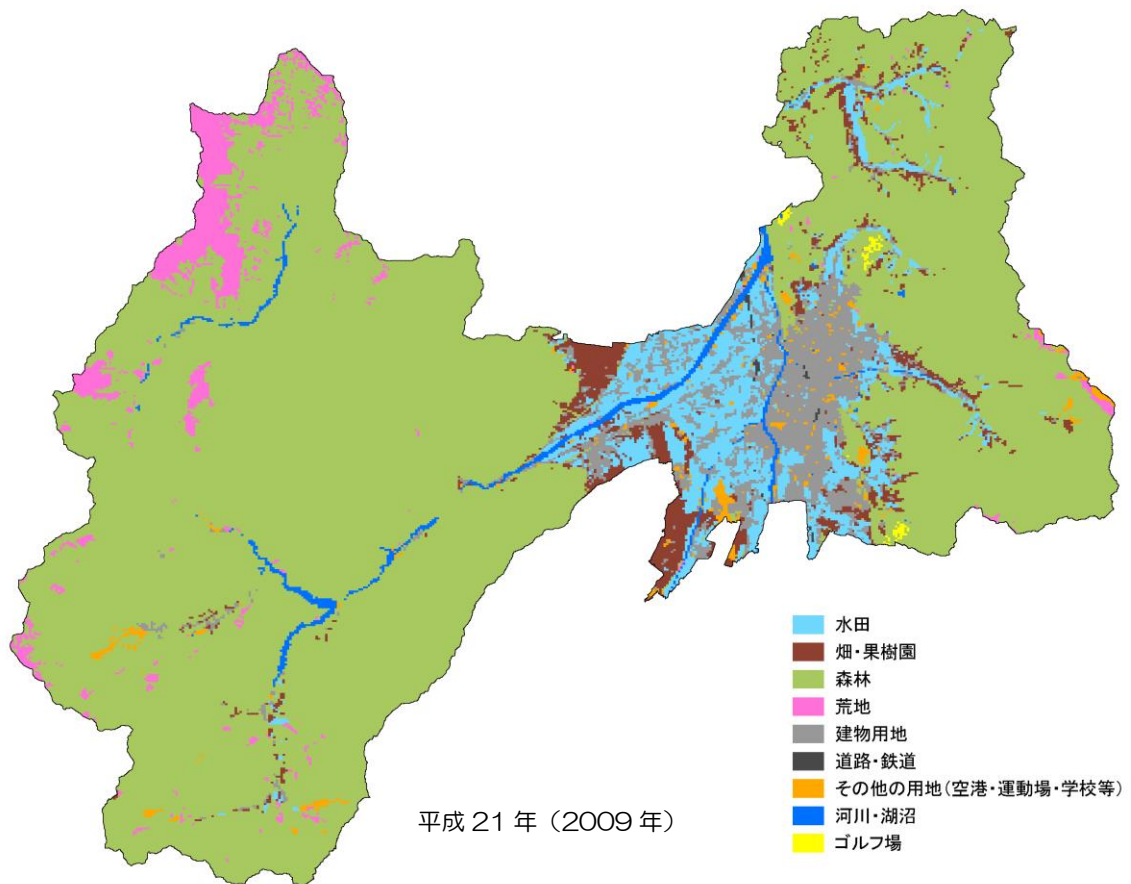 水田
畑・果樹園
森林
荒地
建物用地
道路・鉄道
その他の用地(空港・運動場・学校等)
河川・湖沼
ゴルフ場
平成 21 年（2009 年）